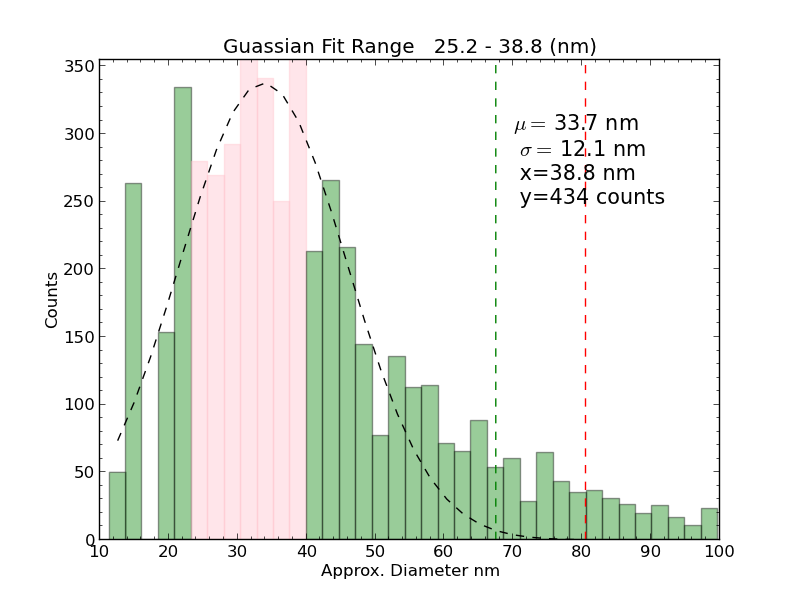 Guassian Fit Range   25.2 - 38.8 (nm)
350
300
250
200
150
100
50
0
Counts
μ = 33.7 nm
σ = 12.1 nm
x=38.8 nm
y=434 counts
10 20 30 40 50 60 70 80 90 100
Approx. Diameter nm